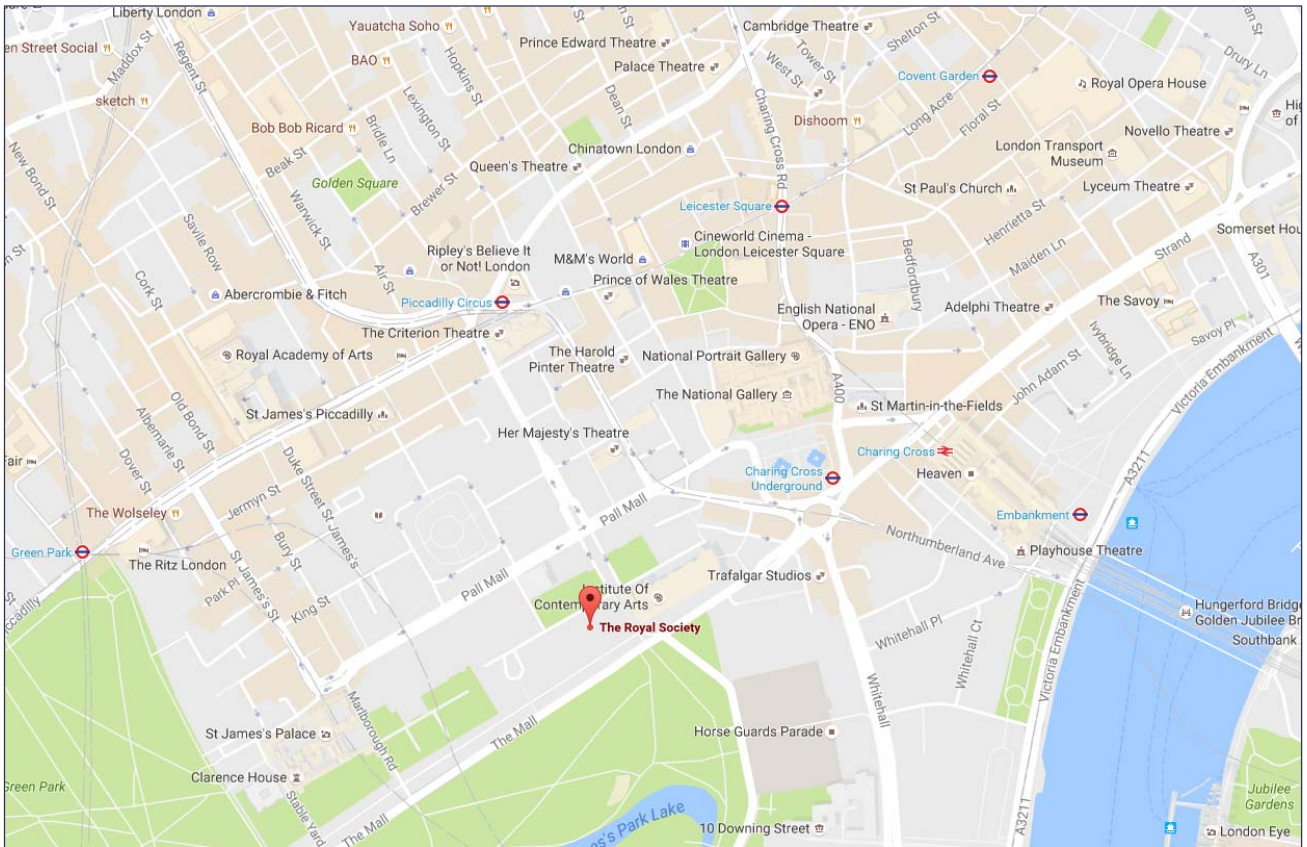 Liberty London
Yauatcha Soho
Cambridge Theatre
Shelton St
en Street Social
Maddox St
Regent St
Hopkins St
Prince Edward Theatre
Tower St
Drury Ln
BAO
Palace Theatre
West St
Covent Garden
Royal Opera House
sketch
Lexington St
Dean St
Charing Cross Rd
Long Acre
Floral St
Bob Bob Ricard
Bridle Ln
Dishoom
Novello Theatre
New Bond St
Beak St
Chinatown London
London Transport
Museum
Golden Square
Brewer St
Queen's Theatre
St Paul's Church
Lyceum Theatre
Warwick St
Leicester Square
Henrietta St
Savile Row
Ripley's Believe It
or Not! London
M&M's World
Cineworld Cinema -
London Leicester Square
Bedfordbury
Maiden Ln
Strand
A301
Cork St
Air St
Abercrombie & Fitch
Piccadilly Circus
Prince of Wales Theatre
English National
Opera - ENO
Adelphi Theatre
The Savoy
The Criterion Theatre
Savoy Pl
Royal Academy of Arts
The Harold
Pinter Theatre
National Portrait Gallery
Ivybridge Ln
Victoria Embankment
The National Gallery
A400
John Adam St
Albemarle St
Old Bond St
St James's Piccadilly
St Martin-in-the-Fields
Her Majesty's Theatre
Dover St
Duke Street St James's
Charing Cross
Charing Cross
Underground
Heaven
A3211
Jermyn St
The Wolseley
Pall Mall
Embankment
Green Park
The Ritz London
Bury St
Northumberland Ave
Playhouse Theatre
Park Pl
St James's St
King St
Pall Mall
Trafalgar Studios
Institute Of
Contemporary Arts
The Royal Society
Hungerford Bridge
Whitehall Pl
Whitehall Ct
Southbank
Victoria Embankment
Whitehall
Marlborough Rd
The Mall
St James's Palace
Horse Guards Parade
Clarence House
Green Park
Stable Yard
The Mall
's Park Lake
10 Downing Street
A3211
Jubilee
Gardens
London Eye